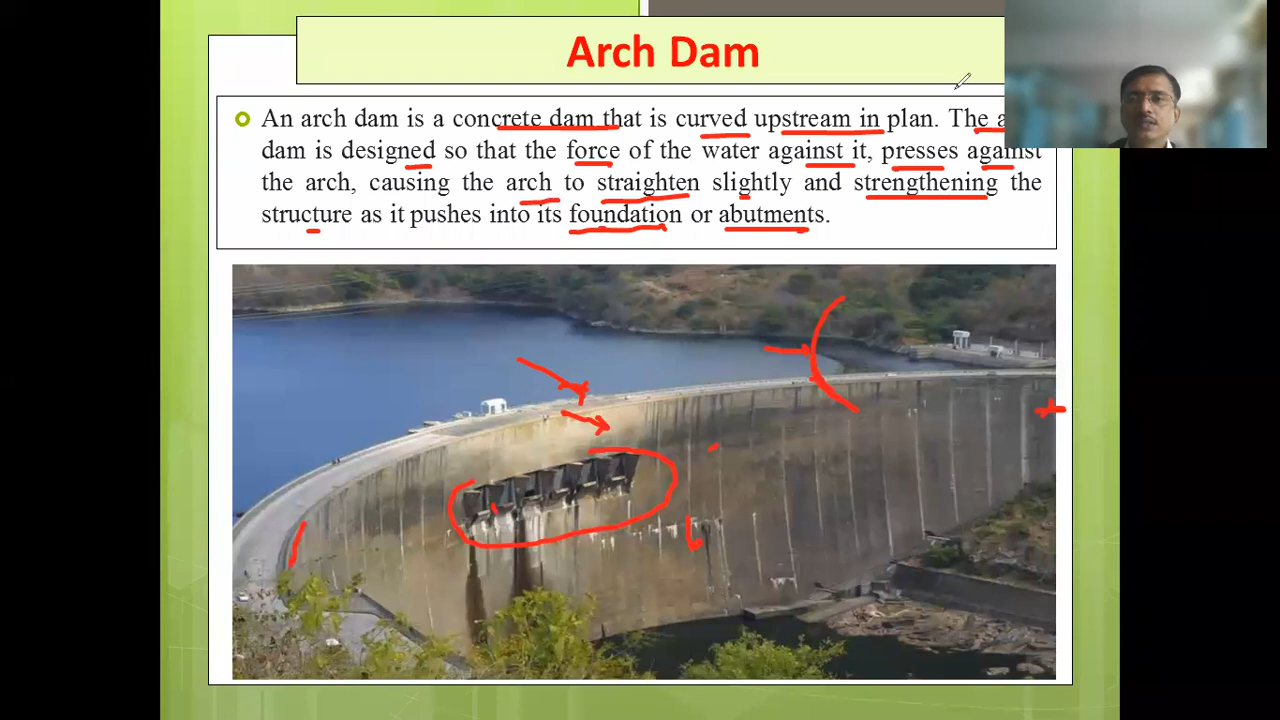 Arch Dam
An arch dam is a concrete dam that is curved upstream in plan. The a
dam is designed so that the force of the water against it, presses against
the arch, causing the arch to straighten slightly and strengthening the
structure as it pushes into its foundation or abutments.